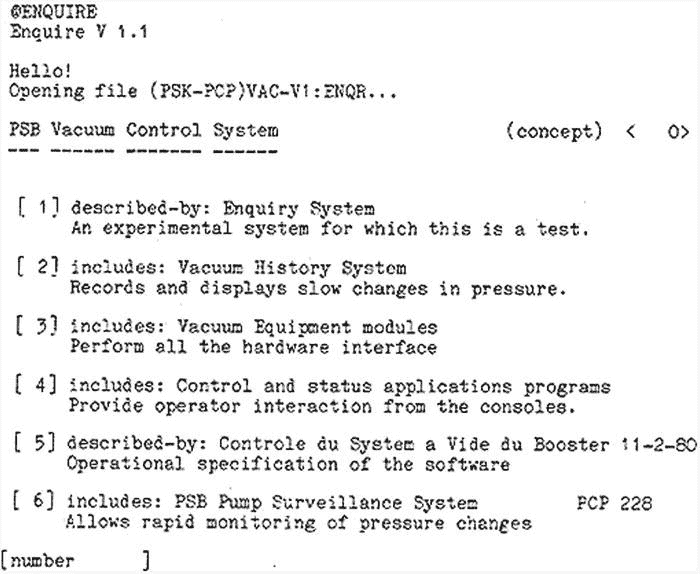 @ENQUIRE
Enquire V 1.1
Hello!
Opening file (PSK-PCP)VAC-V1:ENQR...
PSB Vacuum Control System (concept) < 0>
--- ------ ------- ------
[ 1] described-by: Enquiry System
An experimental system for which this is a test.
[ 2] includes: Vacuum History System
Records and displays slow changes in pressure.
[ 3] includes: Vacuum Equipment modules
Perform all the hardware interface
[ 4] includes: Control and status applications programs
Provide operator interaction from the consoles.
[ 5] described-by: Controle du System a Vide du Booster 11-2-80
Operational specification of the software
[ 6] includes: PSB Pump Surveillance System PCP 228
Allows rapid monitoring of pressure changes
[number ]